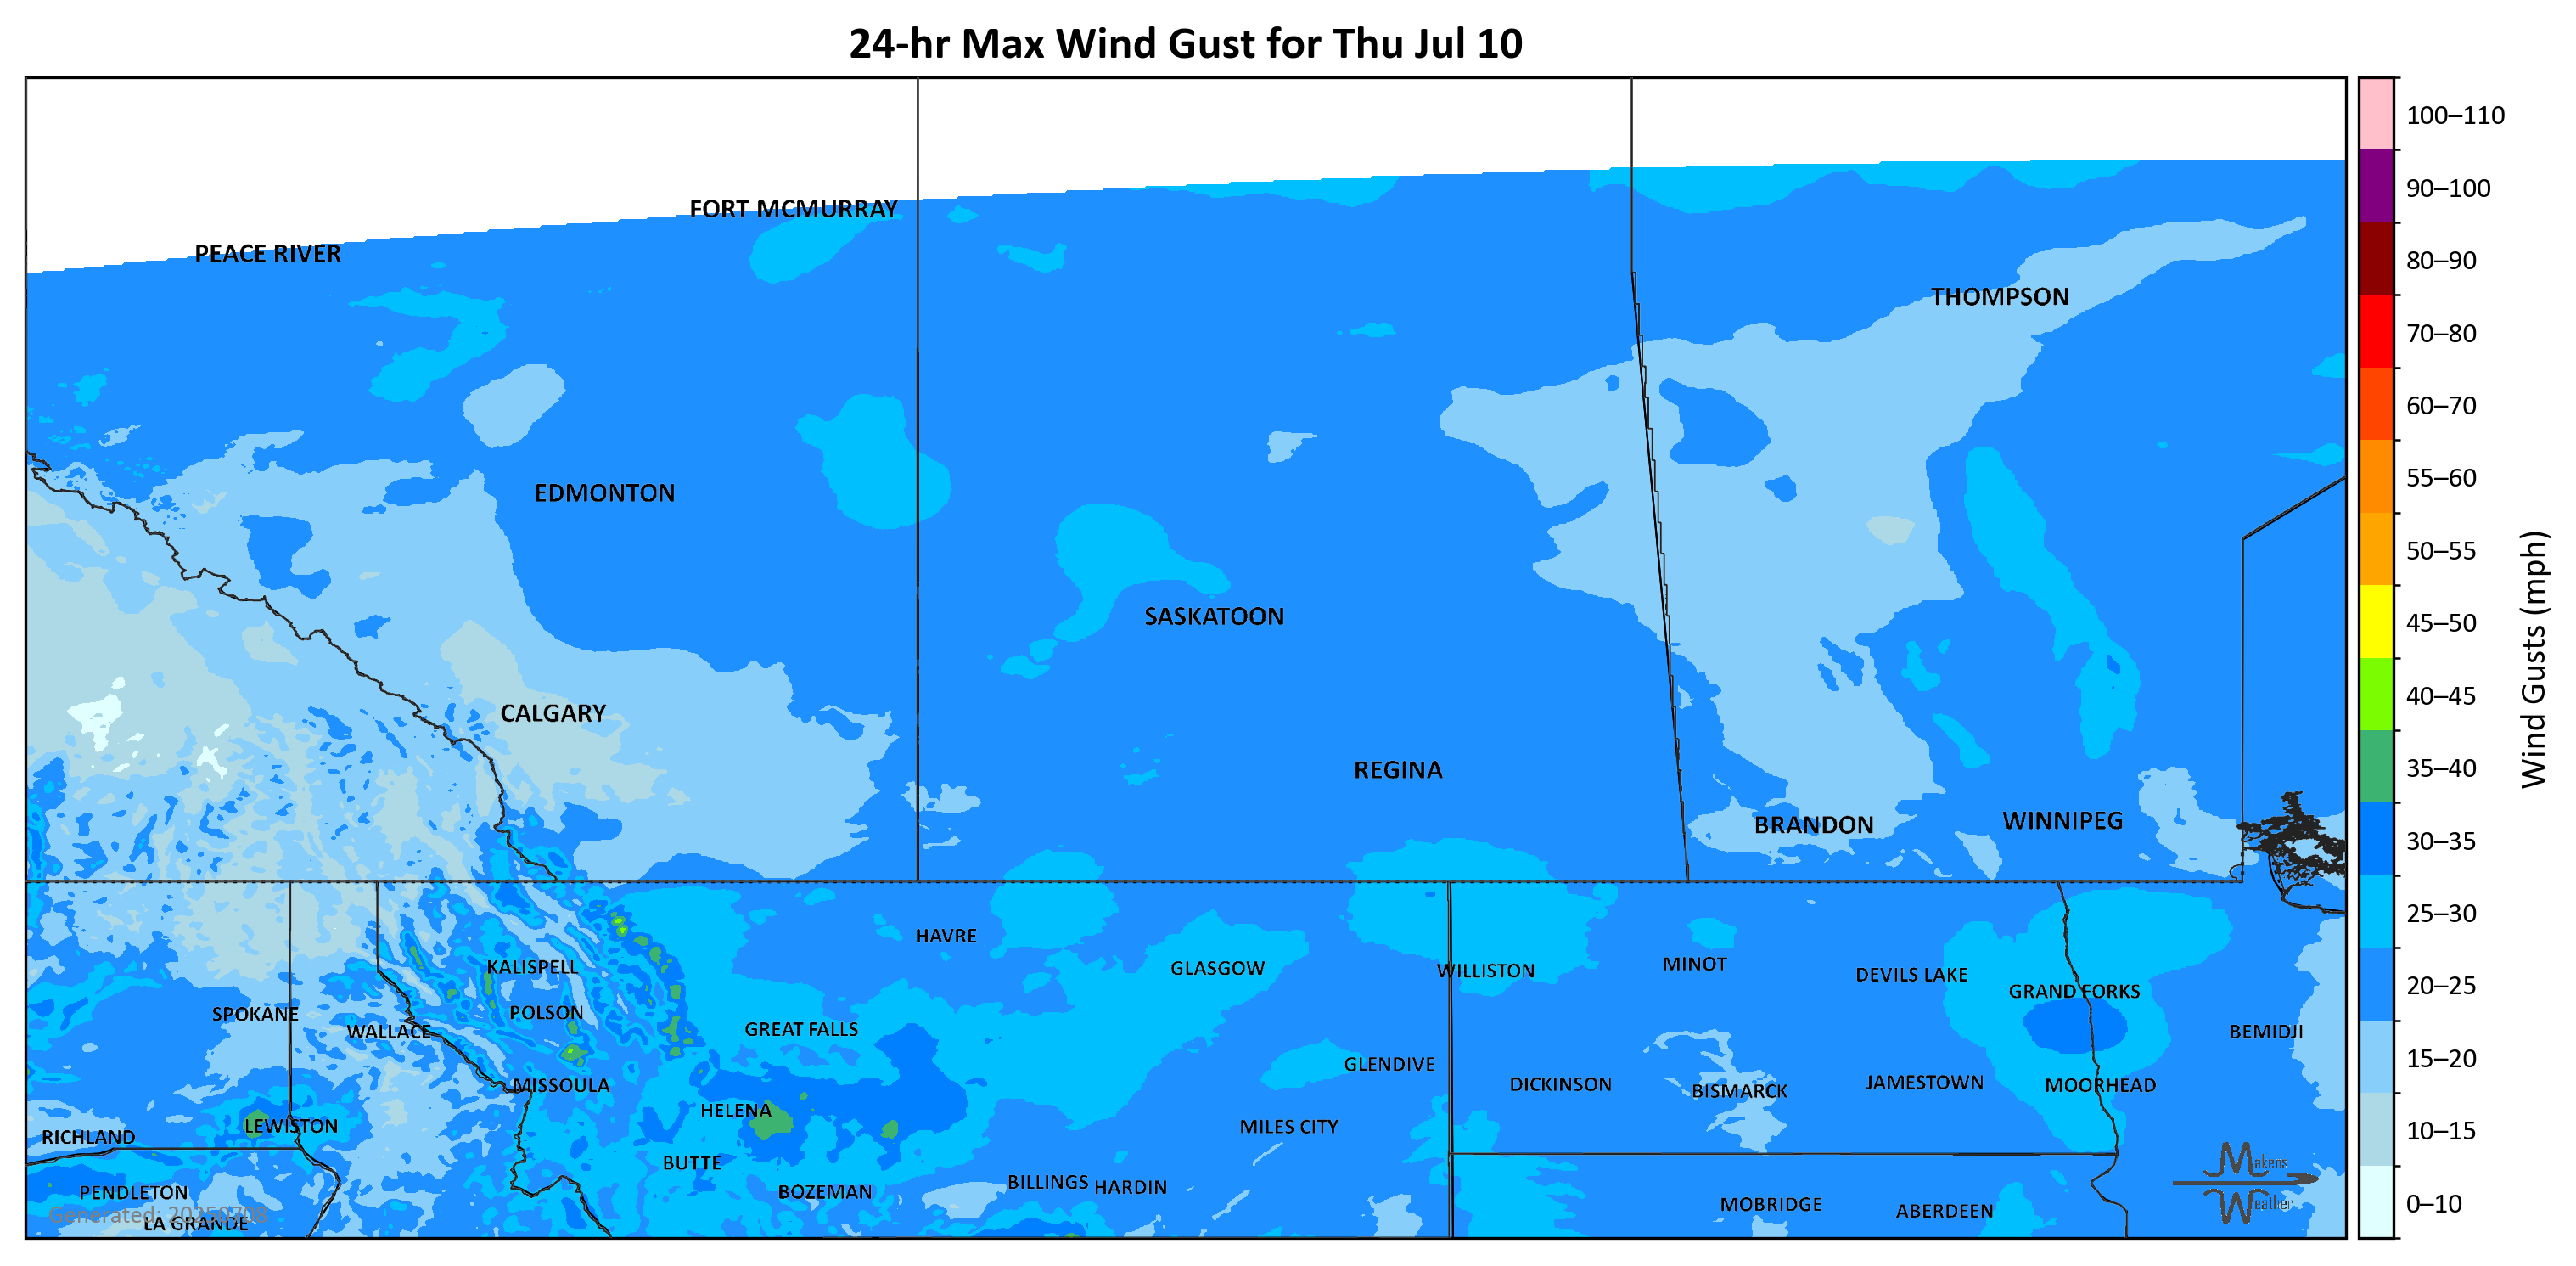 24-hr Max Wind Gust for Thu Jul 10
100–110
90–100
80–90
70–80
60–70
55–60
50–55
45–50
40–45
35–40
30–35
25–30
20–25
15–20
10–15
0–10
Wind Gusts (mph)
FORT MCMURRAY
PEACE RIVER
THOMPSON
EDMONTON
SASKATOON
CALGARY
REGINA
BRANDON
WINNIPEG
HAVRE
KALISPELL
GLASGOW
WILLISTON
MINOT
DEVILS LAKE
GRAND FORKS
SPOKANE
POLSON
WALLACE
GREAT FALLS
BEMIDJI
GLENDIVE
MISSOULA
DICKINSON
BISMARCK
JAMESTOWN
MOORHEAD
HELENA
LEWISTON
MILES CITY
RICHLAND
BUTTE
BOZEMAN
BILLINGS
HARDIN
PENDLETON
MOBRIDGE
ABERDEEN
LA GRANDE
Generated: 20250708
Makens
Weather